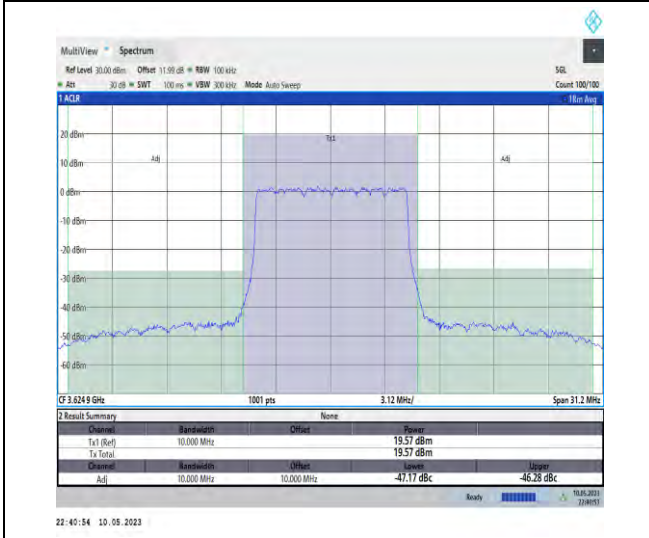 MultiView Spectrum
Ref Level 30.00 dBm Offset 11.99 dB RBW 100 kHz SGL
Att 30 dB SWT 100 ms VBW 300 kHz Mode Auto Sweep Count 100/100
1 ACLR 1Rm Avg
Tx1
20 dBm
Adj Adj
10 dBm
0 dBm
-10 dBm
-20 dBm
-30 dBm
-40 dBm
-50 dBm
-60 dBm
CF 3.6249 GHz 1001 pts 3.12 MHz/ Span 31.2 MHz
2 Result Summary None
Channel Bandwidth Offset Power
Tx1 (Ref) 10.000 MHz 19.57 dBm
Tx Total 19.57 dBm
Channel Bandwidth Offset Lower Upper
Adj 10.000 MHz 10.000 MHz -47.17 dBc -46.28 dBc
Ready 10.05.2023
22:40:53
22:40:54 10.05.2023